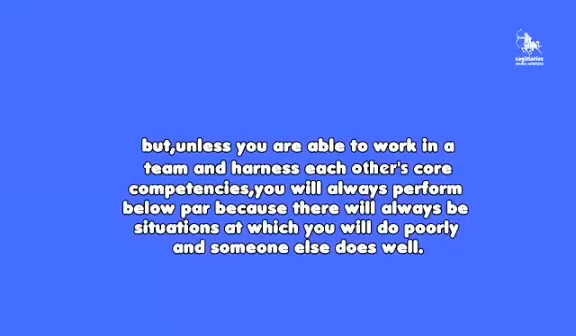 sagittarius
but,unless you are able to work in a
team and harness each other's core
competencies,you will always perform
below par because there will always be
situations at which you will do poorly
and someone else does well.